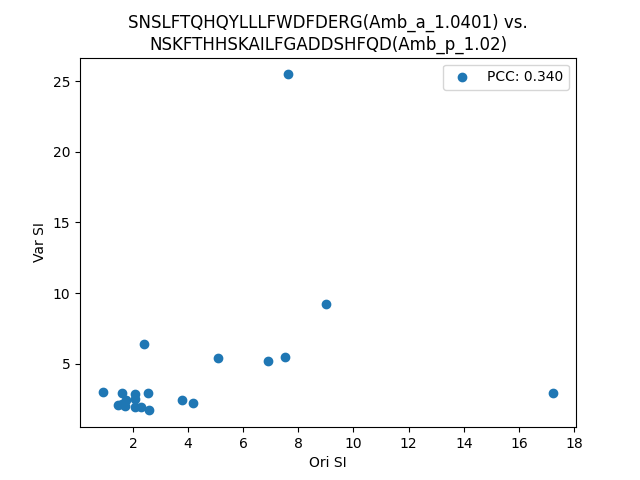 SNSLFTQHQYLLLFWDFDERG(Amb_a_1.0401) vs.
NSKFTHHSKAILFGADDSHFQD(Amb_p_1.02)
PCC: 0.340
25
20
15
10
5
Var SI
2 4 6 8 10 12 14 16 18
Ori SI